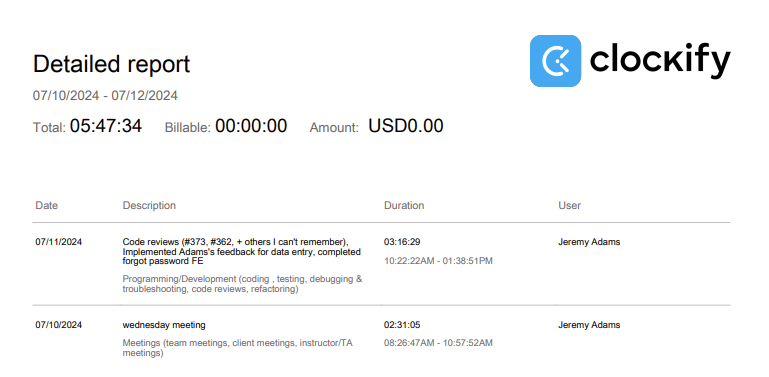 clockify
Detailed report
07/10/2024 - 07/12/2024
Total: 05:47:34 Billable: 00:00:00 Amount: USD0.00
Date Description Duration User
07/11/2024 Code reviews (#373, #362, + others I can't remember), 03:16:29 Jeremy Adams
Implemented Adams's feedback for data entry, completed
forgot password FE
10:22:22AM - 01:38:51PM
Programming/Development (coding , testing, debugging &
troubleshooting, code reviews, refactoring)
07/10/2024 wednesday meeting 02:31:05 Jeremy Adams
Meetings (team meetings, client meetings, instructor/TA 08:26:47AM - 10:57:52AM
meetings)